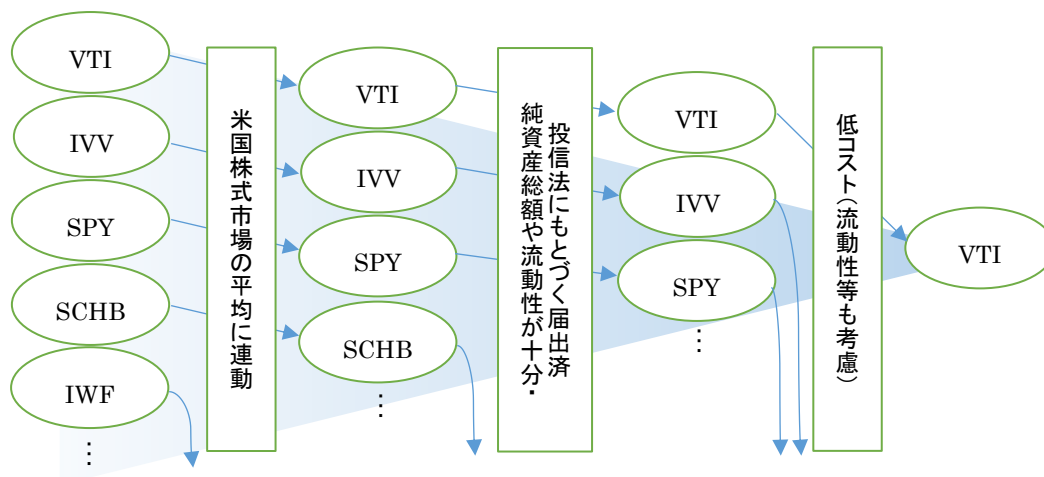 VTI
IVV
SPY
SCHB
IWF
⋮
米国株式市場の平均に連動
VTI
IVV
SPY
SCHB
⋮
投信法にもとづく届出済
純資産総額や流動性が十分・
VTI
IVV
SPY
⋮
低コスト(流動性等も考慮)
VTI